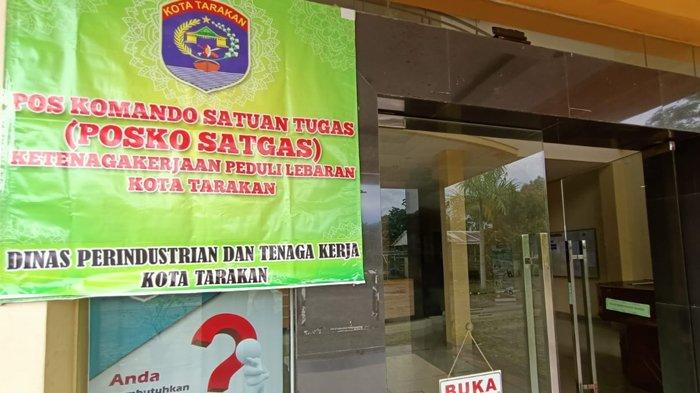 KOTA TARAKAN
POS KOMANDO SATUAN TUGAS
(POSKO SATGAS)
KETENAGAKERJAAN PEDULI LEBARAN
KOTA TARAKAN
DINAS PERINDUSTRIAN DAN TENAGA KERJA
KOTA TARAKAN
?
Anda
BUKA